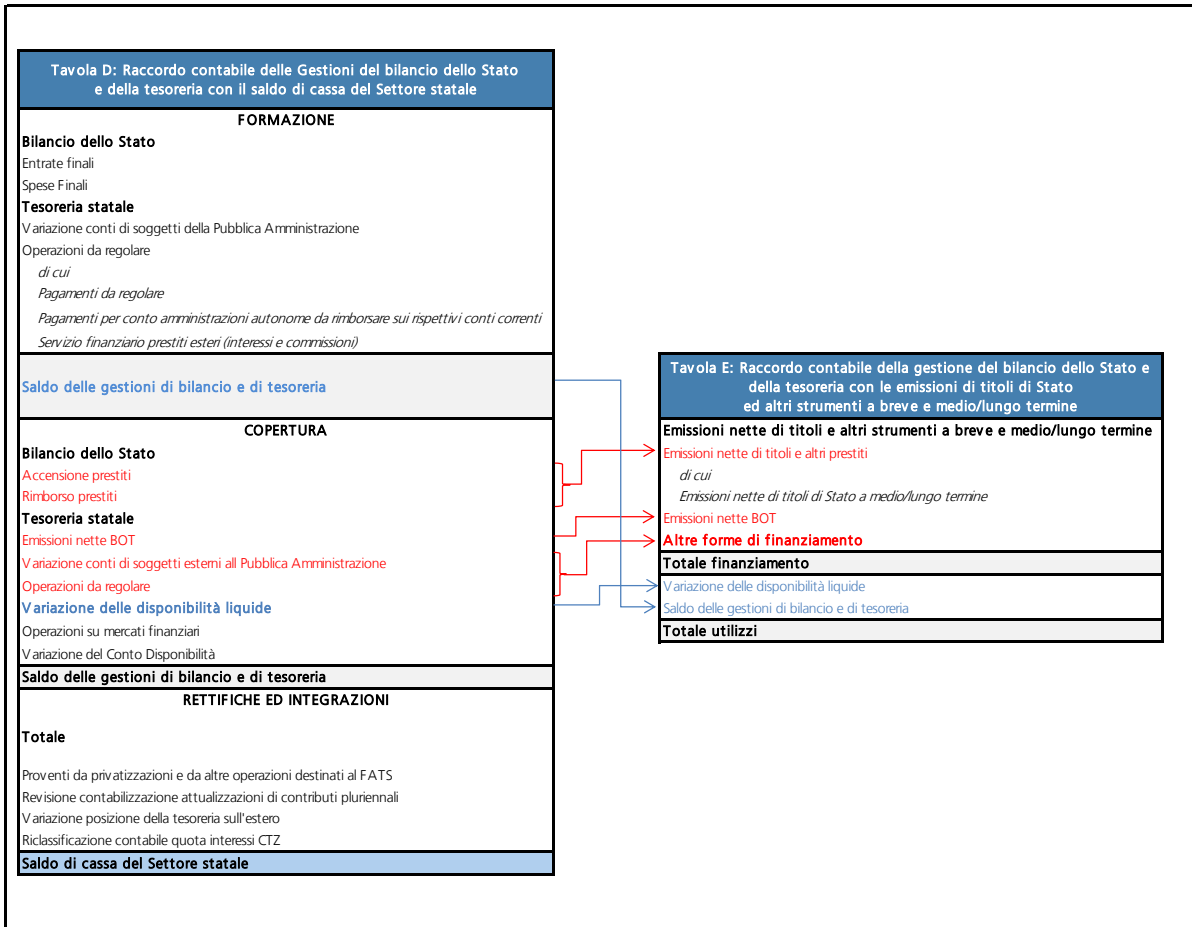 Tavola D: Raccordo contabile delle Gestioni del bilancio dello Stato
e della tesoreria con il saldo di cassa del Settore statale
FORMAZIONE
Bilancio dello Stato
Entrate finali
Spese Finali
Tesoreria statale
Variazione conti di soggetti della Pubblica Amministrazione
Operazioni da regolare
di cui
Pagamenti da regolare
Pagamenti per conto amministrazioni autonome da rimborsare sui rispettivi conti correnti
Servizio finanziario prestiti esteri (interessi e commissioni)
Saldo delle gestioni di bilancio e di tesoreria
COPERTURA
Bilancio dello Stato
Accensione prestiti
Rimborso prestiti
Tesoreria statale
Emissioni nette BOT
Variazione conti di soggetti esterni all Pubblica Amministrazione
Operazioni da regolare
Variazione delle disponibilità liquide
Operazioni su mercati finanziari
Variazione del Conto Disponibilità
Saldo delle gestioni di bilancio e di tesoreria
RETTIFICHE ED INTEGRAZIONI
Totale
Proventi da privatizzazioni e da altre operazioni destinati al FATS
Revisione contabilizzazione attualizzazioni di contributi pluriennali
Variazione posizione della tesoreria sull'estero
Riclassificazione contabile quota interessi CTZ
Saldo di cassa del Settore statale
Tavola E: Raccordo contabile della gestione del bilancio dello Stato e
della tesoreria con le emissioni di titoli di Stato
ed altri strumenti a breve e medio/lungo termine
Emissioni nette di titoli e altri strumenti a breve e medio/lungo termine
Emissioni nette di titoli e altri prestiti
di cui
Emissioni nette di titoli di Stato a medio/lungo termine
Emissioni nette BOT
Altre forme di finanziamento
Totale finanziamento
Variazione delle disponibilità liquide
Saldo delle gestioni di bilancio e di tesoreria
Totale utilizzi